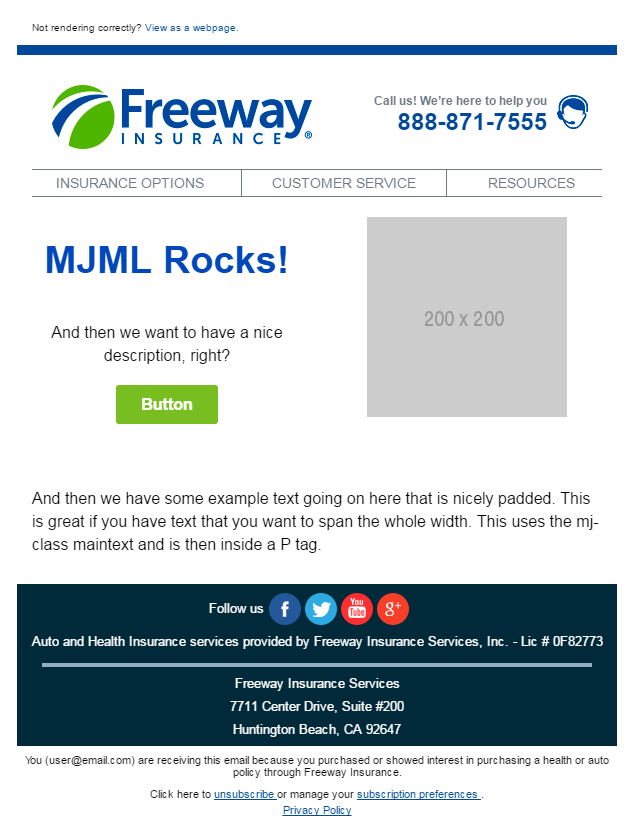 Not rendering correctly? View as a webpage.
Freeway
INSURANCE®
Call us! We're here to help you
888-871-7555
INSURANCE OPTIONS
CUSTOMER SERVICE
RESOURCES
MJML Rocks!
And then we want to have a nice
description, right?
Button
200 x 200
And then we have some example text going on here that is nicely padded. This
is great if you have text that you want to span the whole width. This uses the mj-
class maintext and is then inside a P tag.
Follow us f You Tube g+
Auto and Health Insurance services provided by Freeway Insurance Services, Inc. - Lic # 0F82773
Freeway Insurance Services
7711 Center Drive, Suite #200
Huntington Beach, CA 92647
You (user@email.com) are receiving this email because you purchased or showed interest in purchasing a health or auto
policy through Freeway Insurance.
Click here to unsubscribe or manage your subscription preferences .
Privacy Policy